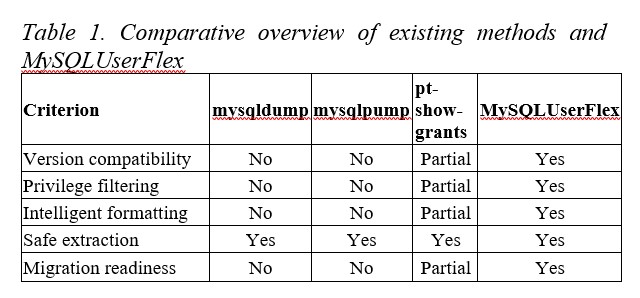 Table 1. Comparative overview of existing methods and
MySQLUserFlex
Criterion mysqldump mysqlpump pt-show-grants MySQLUserFlex
Version compatibility No No Partial Yes
Privilege filtering No No Partial Yes
Intelligent formatting No No Partial Yes
Safe extraction Yes Yes Yes Yes
Migration readiness No No Partial Yes